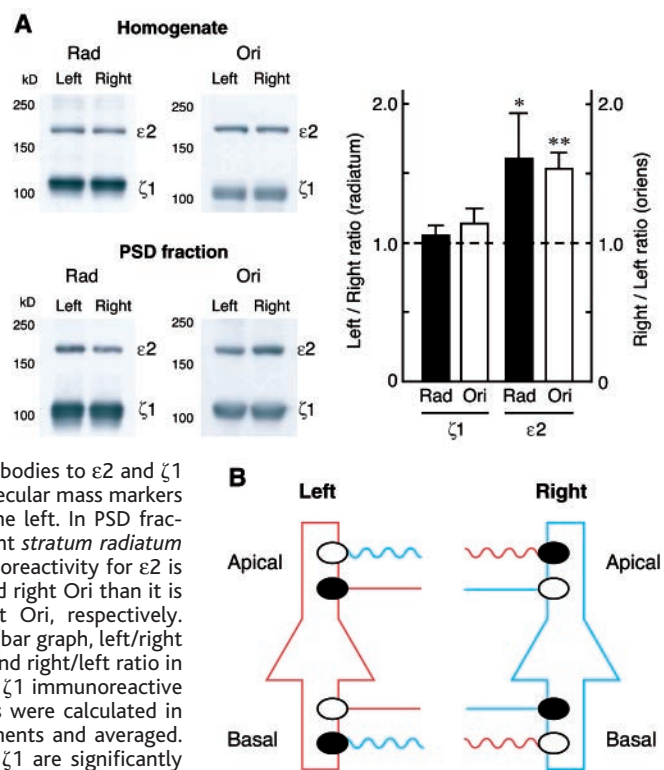 A
Homogenate
Rad
Ori
kD Left Right
Left Right
250
150
100
ε2
ζ1
250
150
100
ε2
ζ1
PSD fraction
Rad
Ori
kD Left Right
Left Right
250
150
100
ε2
ζ1
250
150
100
ε2
ζ1
Left / Right ratio (radiatum)
2.0
1.0
0
* **
2.0
1.0
0
Right / Left ratio (oriens)
Rad Ori Rad Ori
ζ1 ε2
bodies to ε2 and ζ1
ecular mass markers
ne left. In PSD frac-
nt stratum radiatum
oreactivity for ε2 is
d right Ori than it is
t Ori, respectively.
bar graph, left/right
nd right/left ratio in
ζ1 immunoreactive
s were calculated in
ents and averaged.
ζ1 are significantly
B
Left Right
Apical Apical
Basal Basal